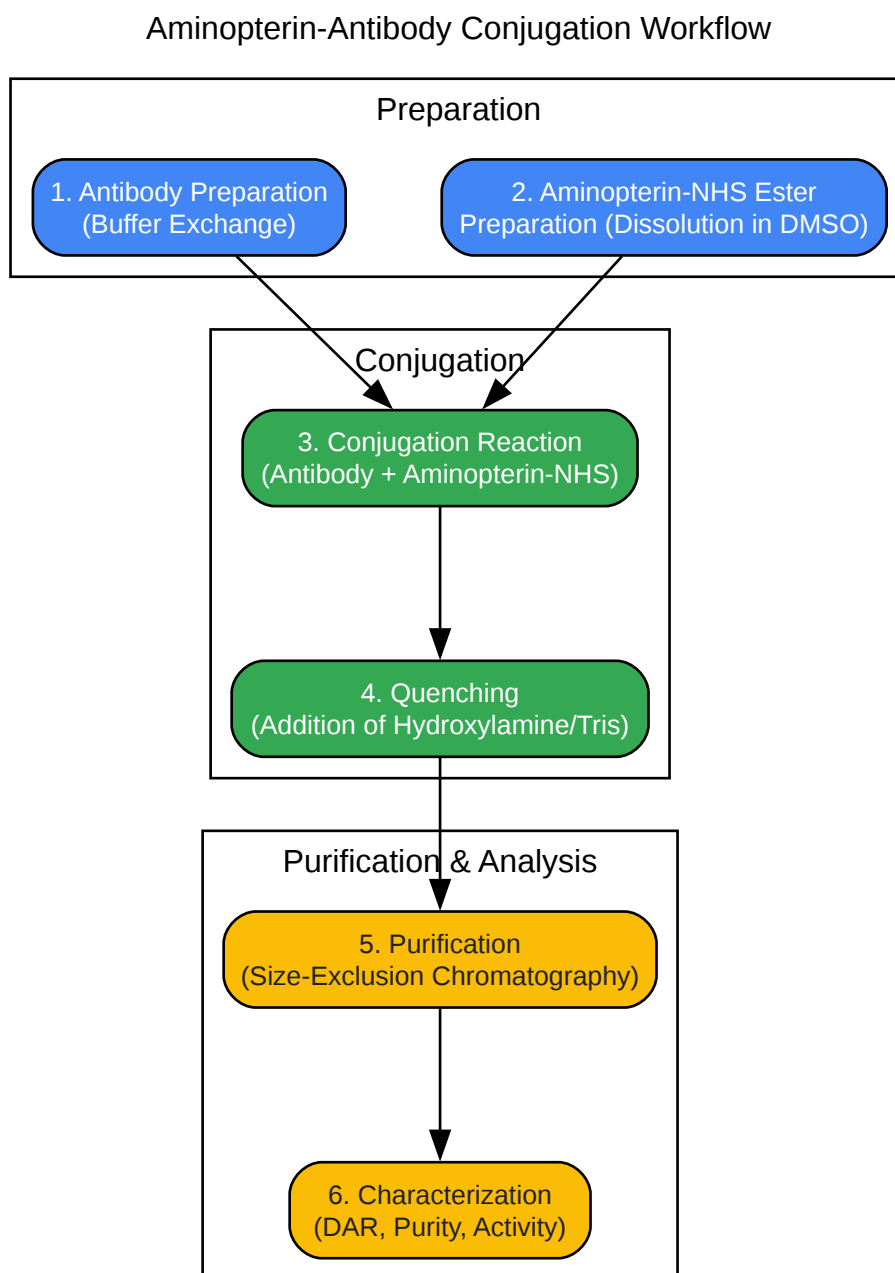 Aminopterin-Antibody Conjugation Workflow
Preparation
1. Antibody Preparation
(Buffer Exchange)
2. Aminopterin-NHS Ester
Preparation (Dissolution in DMSO)
Conjugation
3. Conjugation Reaction
(Antibody + Aminopterin-NHS)
4. Quenching
(Addition of Hydroxylamine/Tris)
Purification & Analysis
5. Purification
(Size-Exclusion Chromatography)
6. Characterization
(DAR, Purity, Activity)